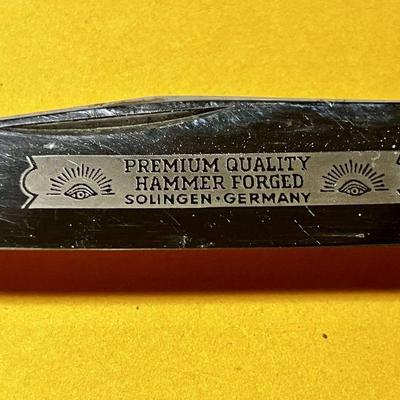 PREMIUM QUALITY
HAMMER FORGED
SOLINGEN • GERMANY